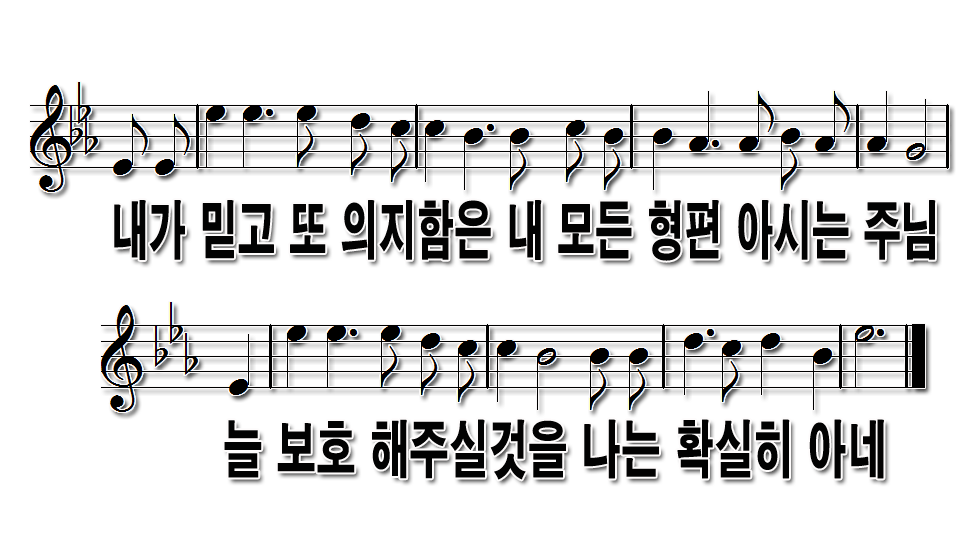 내가 믿고 또 의지함은 내 모든 형편 아시는 주님
늘 보호 해주실것을 나는 확실히 아네